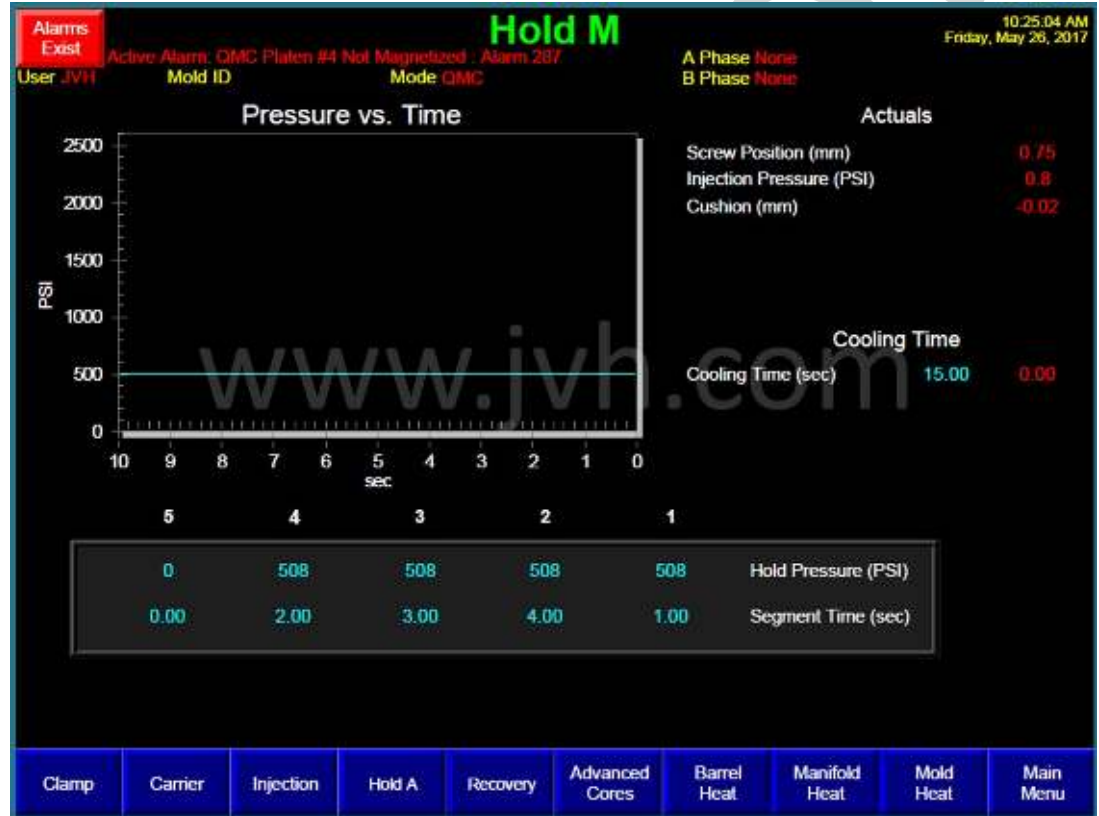 Alarms Exist
Hold M
10:25:04 AM
Friday, May 26, 2017
Active Alarm: QMC Platen #4 Not Magnetized : Alarm 287
A Phase None
User JVH Mold ID Mode QMC B Phase None
Pressure vs. Time
Actuals
2500
2000
1500
1000
500
0
PSI
10 9 8 7 6 5 4 3 2 1 0
sec
Screw Position (mm) 0.75
Injection Pressure (PSI) 0.8
Cushion (mm) -0.02
Cooling Time
Cooling Time (sec) 15.00 0.00
www.jvh.com
5 4 3 2 1
0 508 508 508 508 Hold Pressure (PSI)
0.00 2.00 3.00 4.00 1.00 Segment Time (sec)
Clamp Carrier Injection Hold A Recovery Advanced Cores Barrel Heat Manifold Heat Mold Heat Main Menu